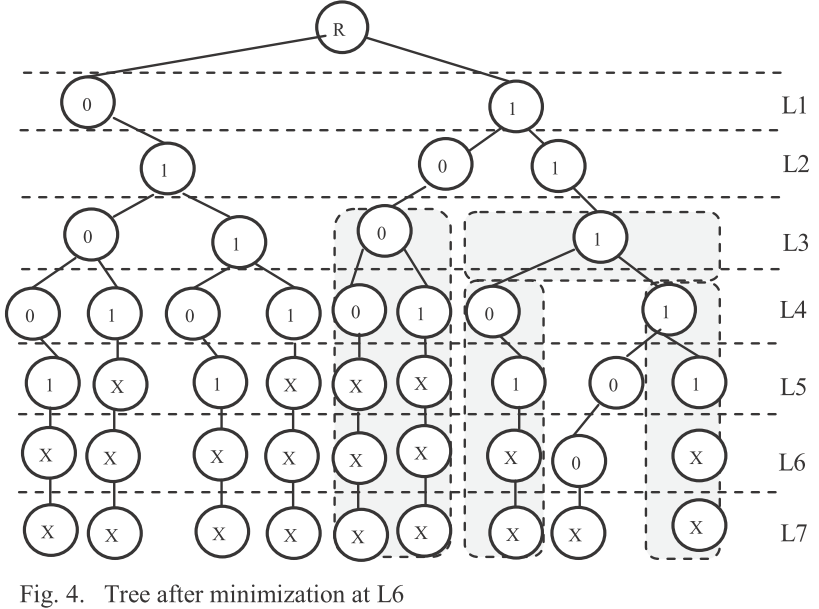 R
0 1 L1
1 0 1 L2
0 1 0 1 L3
0 1 0 1 0 1 0 1 L4
1 X 1 X X X 1 0 1 L5
X X X X X X X 0 X L6
X X X X X X X X X L7
Fig. 4. Tree after minimization at L6